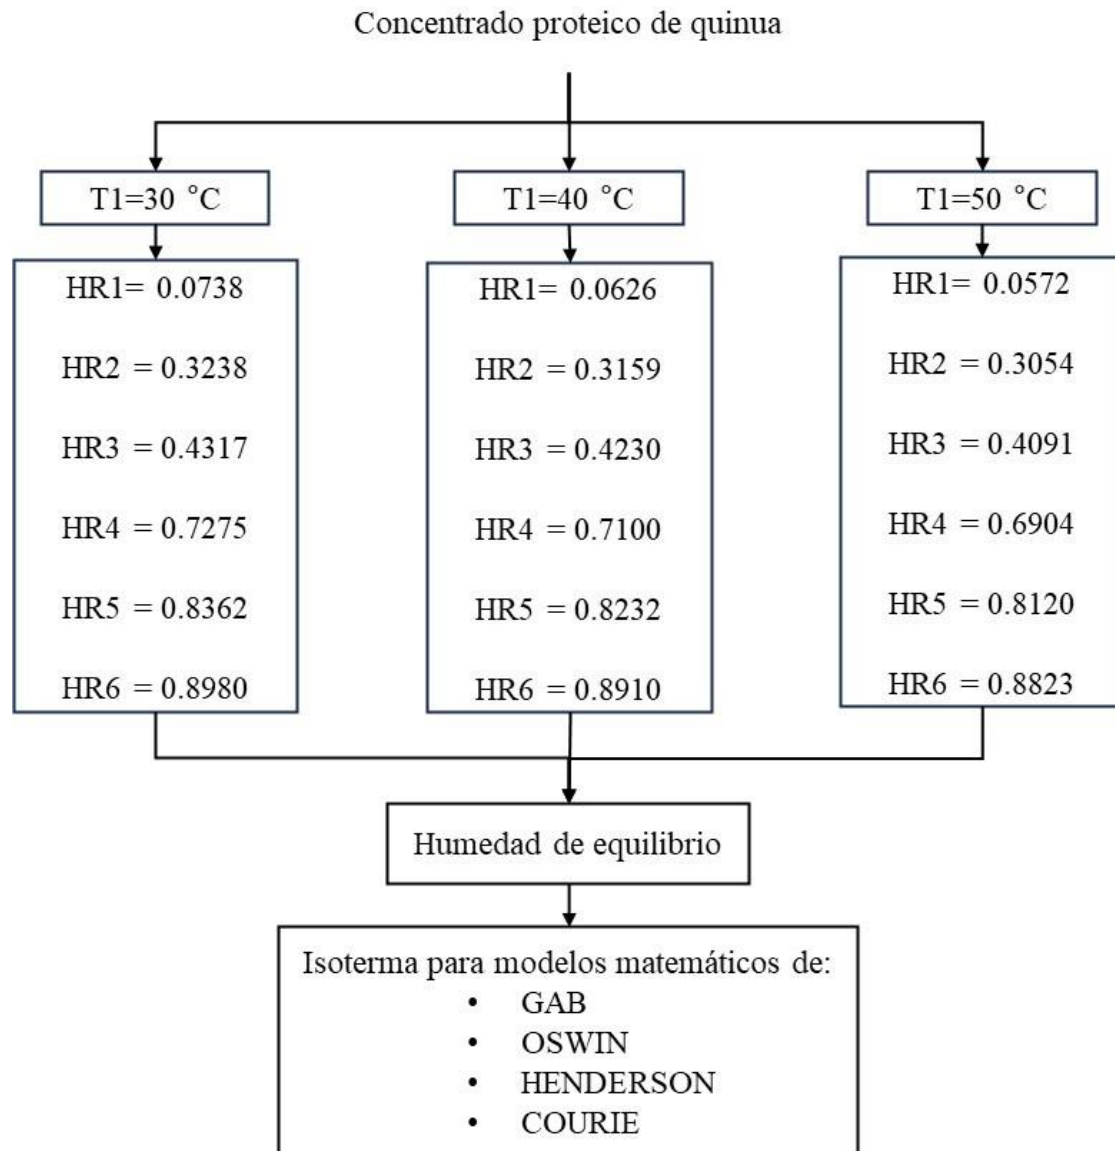 Concentrado proteico de quinua
T1=30 °C
HR1= 0.0738
HR2 = 0.3238
HR3 = 0.4317
HR4 = 0.7275
HR5 = 0.8362
HR6 = 0.8980
T1=40 °C
HR1= 0.0626
HR2 = 0.3159
HR3 = 0.4230
HR4 = 0.7100
HR5 = 0.8232
HR6 = 0.8910
T1=50 °C
HR1= 0.0572
HR2 = 0.3054
HR3 = 0.4091
HR4 = 0.6904
HR5 = 0.8120
HR6 = 0.8823
Humedad de equilibrio
Isoterma para modelos matemáticos de:
• GAB
• OSWIN
• HENDERSON
• COURIE